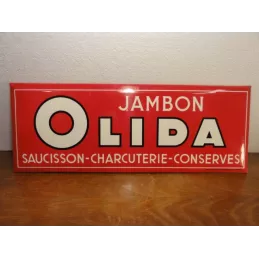 JAMBON
OLIDA
SAUCISSON-CHARCUTERIE-CONSERVES